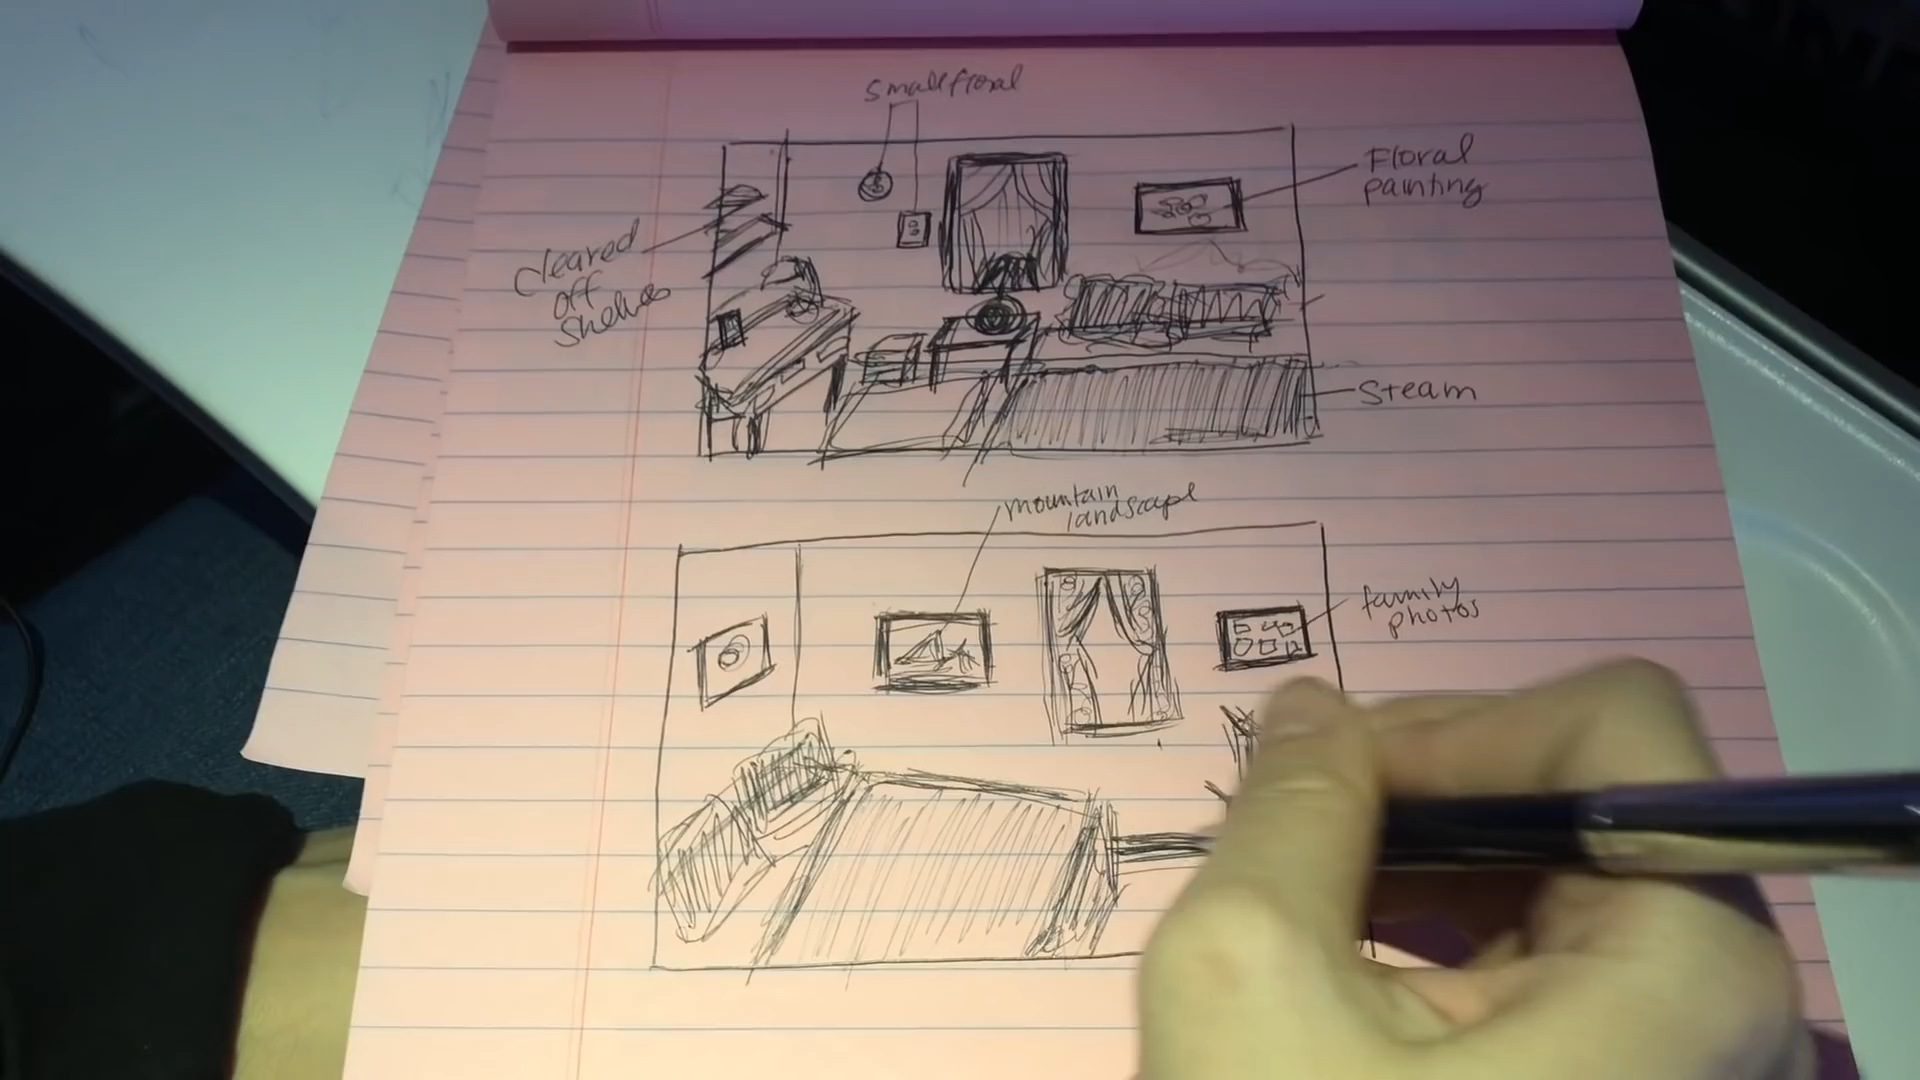 small floral
Floral
painting
cleared
off
shelves
Steam
mountain
landscape
family
photos